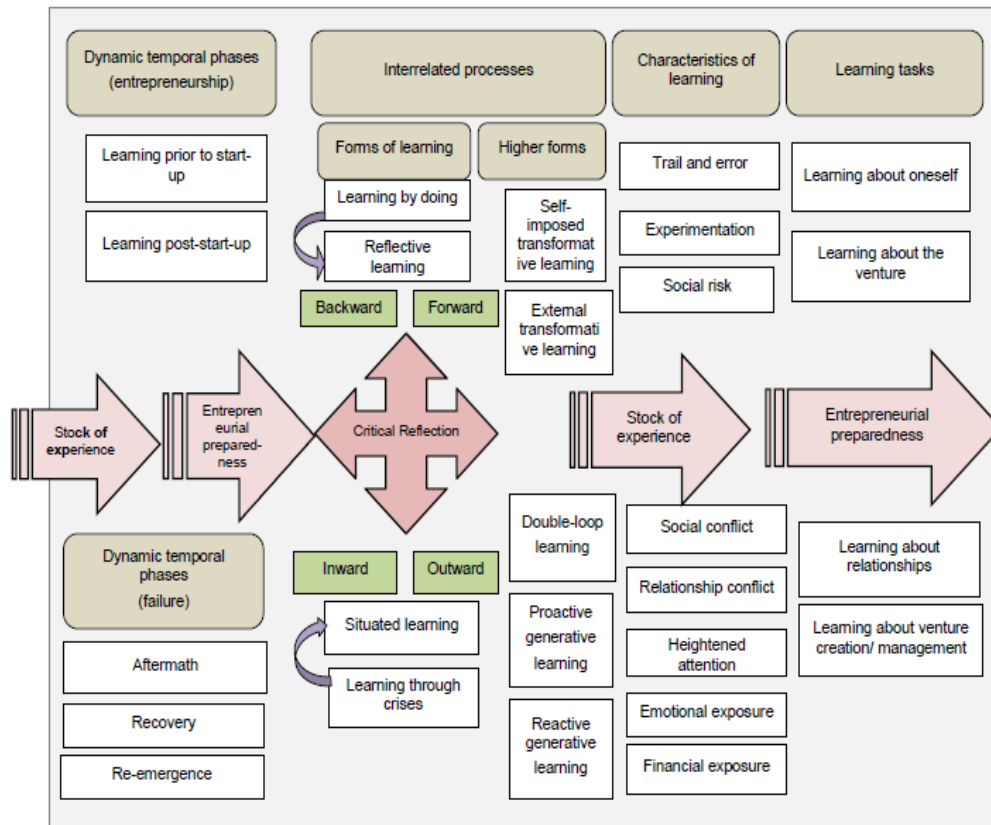 Dynamic temporal phases
(entrepreneurship)
Interrelated processes
Characteristics of
learning
Learning tasks
Learning prior to start-
up
Learning post-start-up
Forms of learning
Higher forms
Learning by doing
Reflective
learning
Backward
Forward
Self-
imposed
transformat
ive learning
External
transformati
ve learning
Trail and error
Experimentation
Social risk
Learning about oneself
Learning about the
venture
Stock of
experience
Entrepren
eurial
prepared-
ness
Critical Reflection
Stock of
experience
Entrepreneurial
preparedness
Dynamic temporal
phases
(failure)
Aftermath
Recovery
Re-emergence
Inward
Outward
Situated learning
Learning through
crises
Double-loop
learning
Proactive
generative
learning
Reactive
generative
learning
Social conflict
Relationship conflict
Heightened
attention
Emotional exposure
Financial exposure
Learning about
relationships
Learning about venture
creation/ management